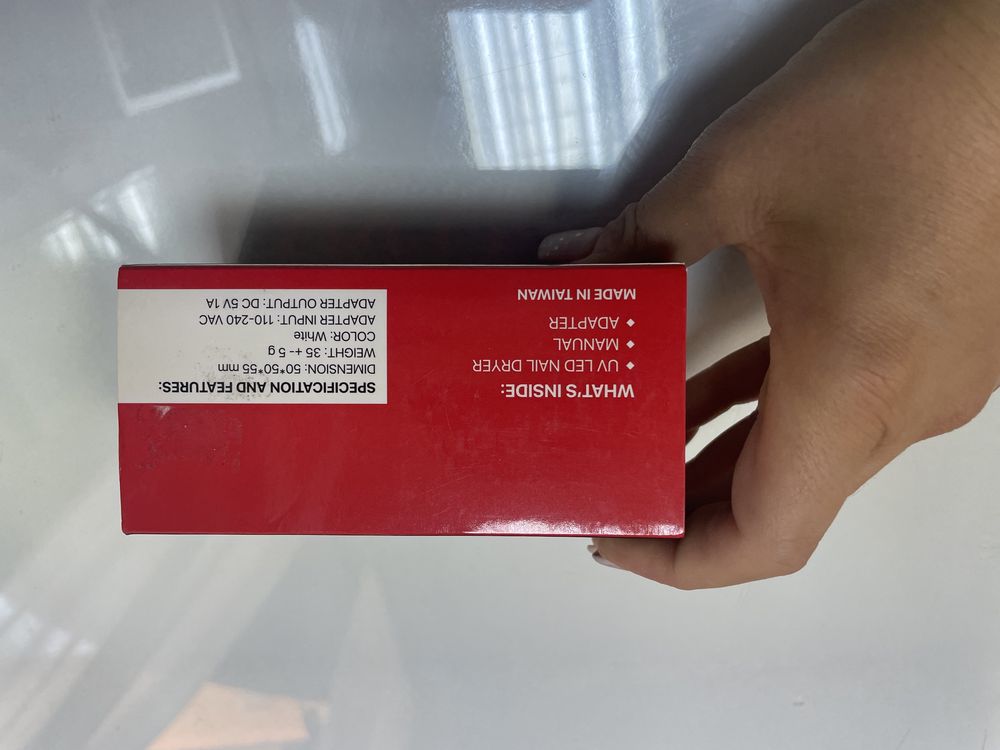 WHAT'S INSIDE:
◆ UV LED NAIL DRYER
◆ MANUAL
◆ ADAPTER
MADE IN TAIWAN
SPECIFICATION AND FEATURES:
DIMENSION: 50*50*55 mm
WEIGHT: 35 +- 5 g
COLOR: White
ADAPTER INPUT: 110-240 VAC
ADAPTER OUTPUT: DC 5V 1A